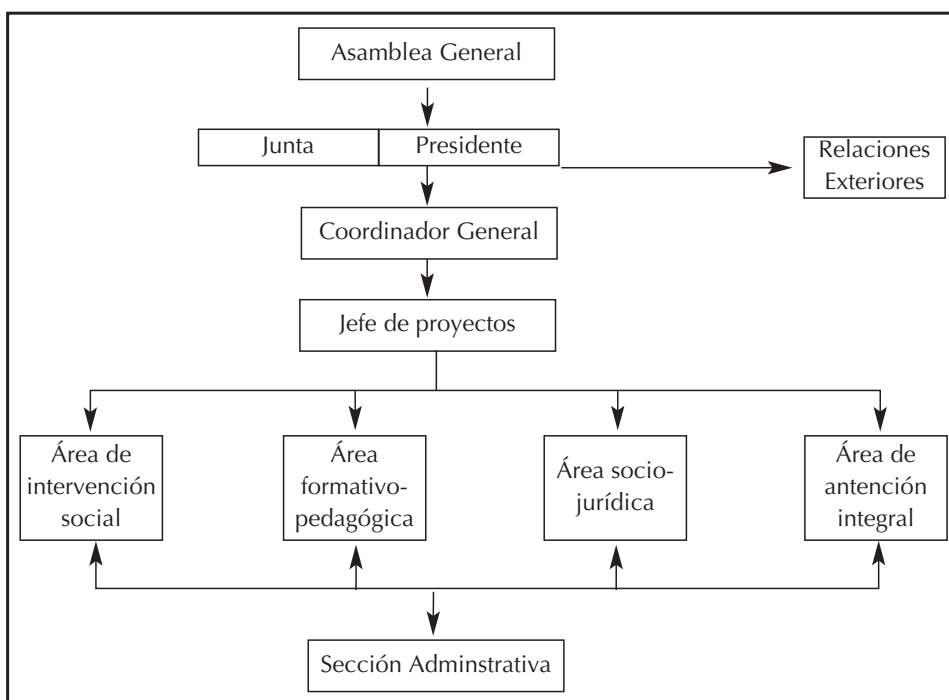 Asamblea General
Junta
Presidente
Relaciones
Exteriores
Coordinador General
Jefe de proyectos
Área de
intervención
social
Área
formativo-
pedagógica
Área socio-
jurídica
Área de
antención
integral
Sección Adminstrativa